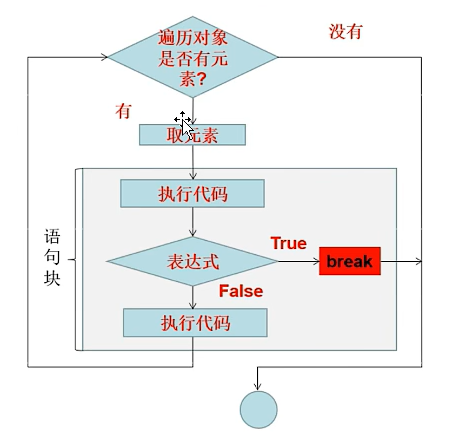 遍历对象
是否有元
素?
没有
有
取元素
执行代码
语
句
块
表达式
True
break
False
执行代码